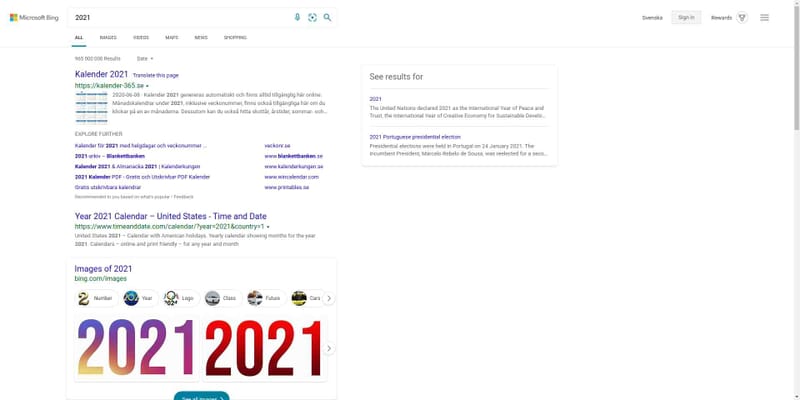 Microsoft Bing
2021
Svenska
Sign in
Rewards
ALL
IMAGES
VIDEOS
MAPS
NEWS
SHOPPING
Date
Kalender 2021 Translate this page
https://kalender-365.se
2020-06-08 · Kalender 2021 genereras automatiskt och finns alltid tillgänglig här online.
Månadskalendrar under 2021, inklusive veckonummer, finns också tillgängliga här om du
klickar på en av månaderna. Dessutom kan du också hitta skottår, årstider, sommar- och...
EXPLORE FURTHER
Kalender för 2021 med helgdagar och veckonummer ...
veckonr.se
2021 arkiv – Blankettbanken
www.blankettbanken.se
Kalender 2021 & Almanacka 2021 | Kalenderkungen
www.kalenderkungen.se
2021 Kalender PDF - Gratis och Utskrivbar PDF Kalender
www.wincalendar.com
Gratis utskrivbara kalendrar
www.printables.se
Recommended to you based on what's popular • Feedback
Year 2021 Calendar – United States - Time and Date
https://www.timeanddate.com/calendar/?year=2021&country=1
United States 2021 – Calendar with American holidays. Yearly calendar showing months for the year
2021. Calendars – online and print friendly – for any year and month
Images of 2021
bing.com/images
Number
Year
Logo
Class
Future
Cars
2021
2021
See all images
See results for
2021
The United Nations declared 2021 as the International Year of Peace and
Trust, the International Year of Creative Economy for Sustainable Develo...
2021 Portuguese presidential election
Presidential elections were held in Portugal on 24 January 2021. The
incumbent President, Marcelo Rebelo de Sousa, was reelected for a seco...